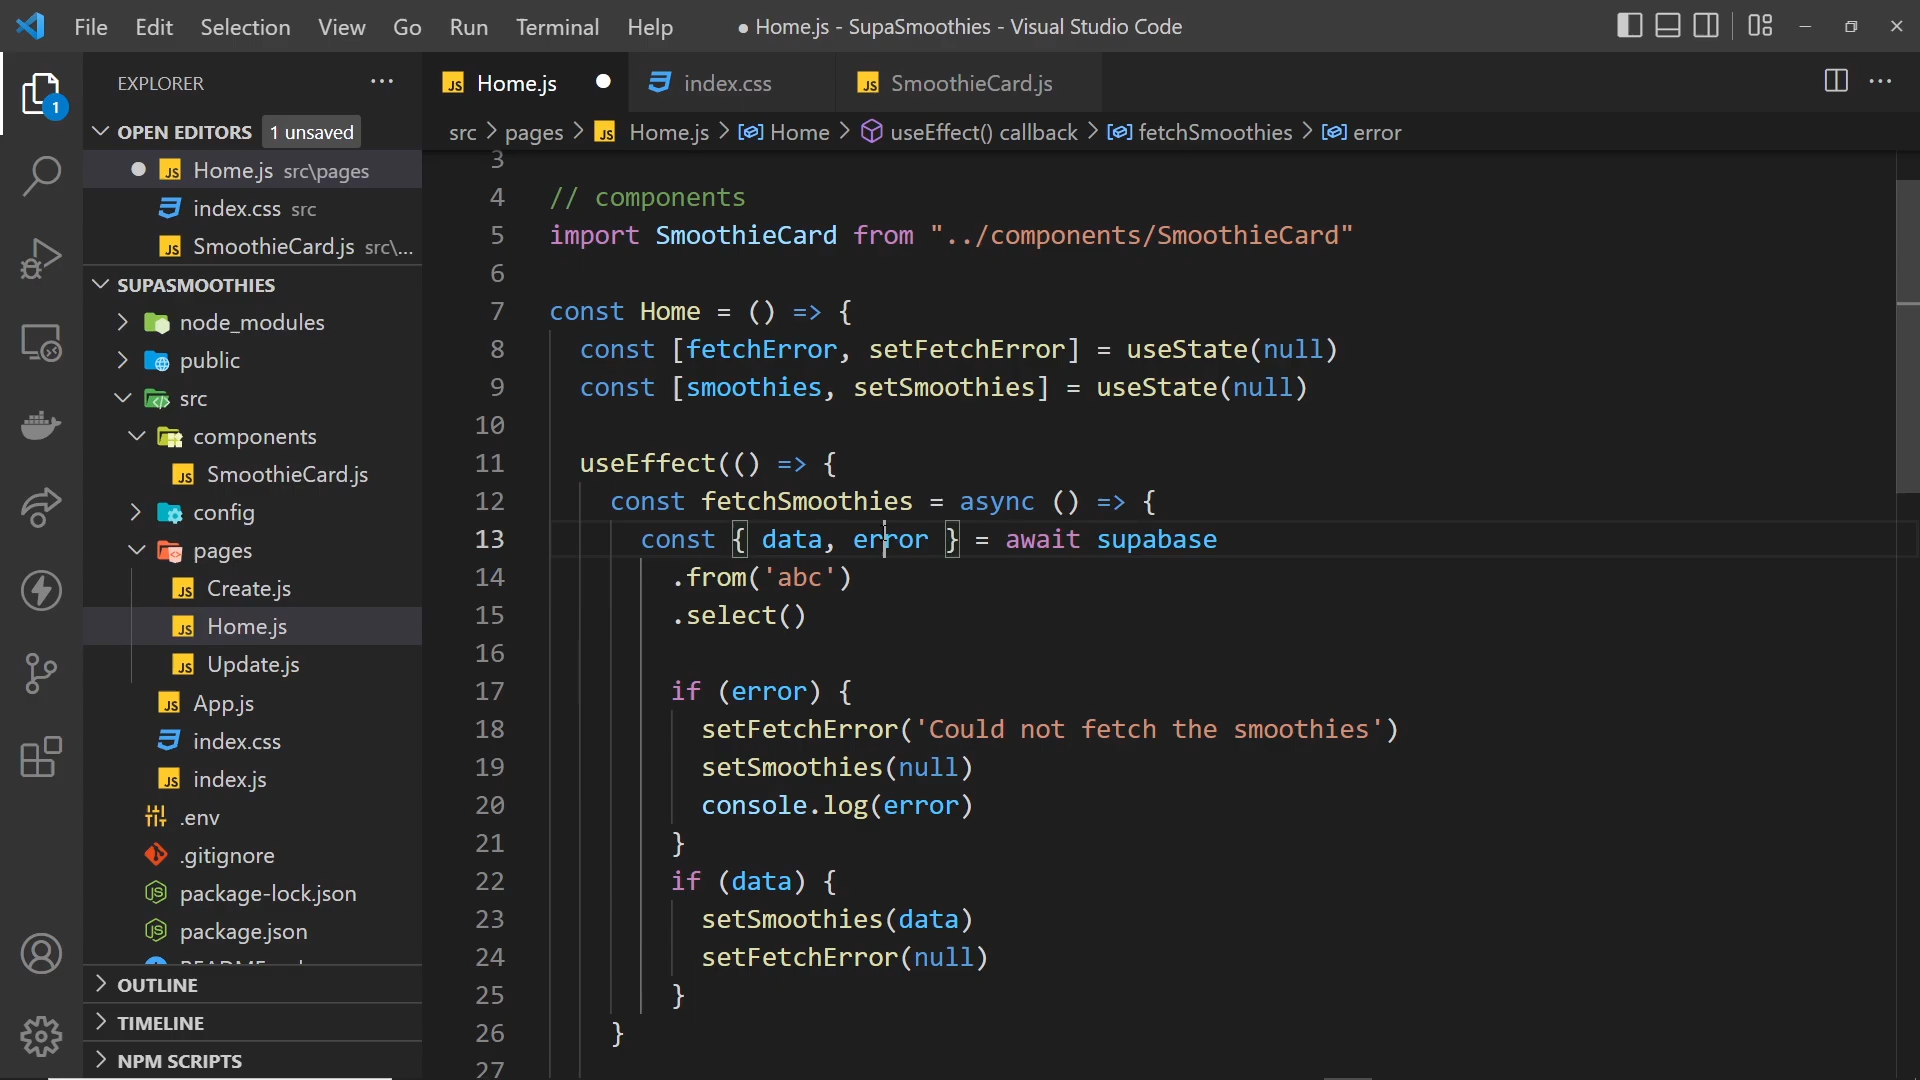 File Edit Selection View Go Run Terminal Help
● Home.js - SupaSmoothies - Visual Studio Code
EXPLORER
Home.js
index.css
SmoothieCard.js
1
OPEN EDITORS 1 unsaved
src > pages > JS Home.js > Home > useEffect() callback > fetchSmoothies > error
Home.js src\pages
index.css src
SmoothieCard.js src\...
SUPASMOOTHIES
node_modules
public
src
components
SmoothieCard.js
config
pages
Create.js
Home.js
Update.js
App.js
index.css
index.js
.env
.gitignore
package-lock.json
package.json
OUTLINE
TIMELINE
NPM SCRIPTS
3
4 // components
5 import SmoothieCard from "../components/SmoothieCard"
6
7 const Home = () => {
8 const [fetchError, setFetchError] = useState(null)
9 const [smoothies, setSmoothies] = useState(null)
10
11 useEffect(() => {
12 const fetchSmoothies = async () => {
13 const { data, error } = await supabase
14 .from('abc')
15 .select()
16
17 if (error) {
18 setFetchError('Could not fetch the smoothies')
19 setSmoothies(null)
20 console.log(error)
21 }
22 if (data) {
23 setSmoothies(data)
24 setFetchError(null)
25 }
26 }
27